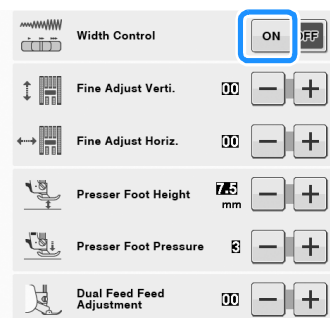 Width Control ON OFF
Fine Adjust Verti. 00
Fine Adjust Horiz. 00
Presser Foot Height 7.5
mm
Presser Foot Pressure 3
Dual Feed Feed
Adjustment 00